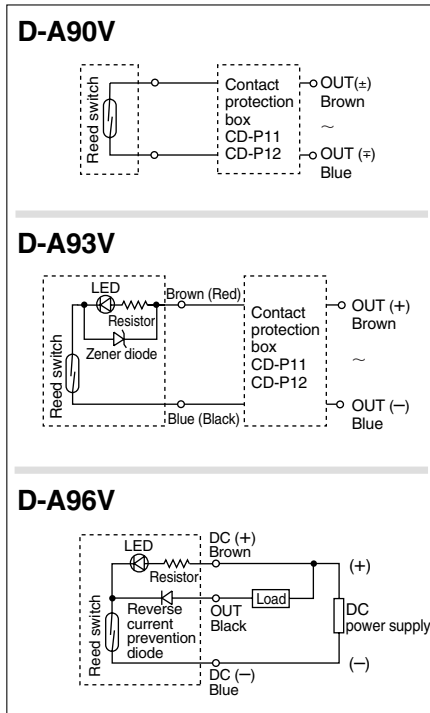 D-A90V
Reed switch
Contact
protection
box
CD-P11
CD-P12
OUT(±)
Brown
~
OUT (∓)
Blue
D-A93V
LED
Resistor
Zener diode
Reed switch
Brown (Red)
Blue (Black)
Contact
protection
box
CD-P11
CD-P12
OUT (+)
Brown
~
OUT (−)
Blue
D-A96V
LED
Resistor
Reverse
current
prevention
diode
Reed switch
DC (+)
Brown
OUT
Black
Load
DC (−)
Blue
(+)
DC
power supply
(−)